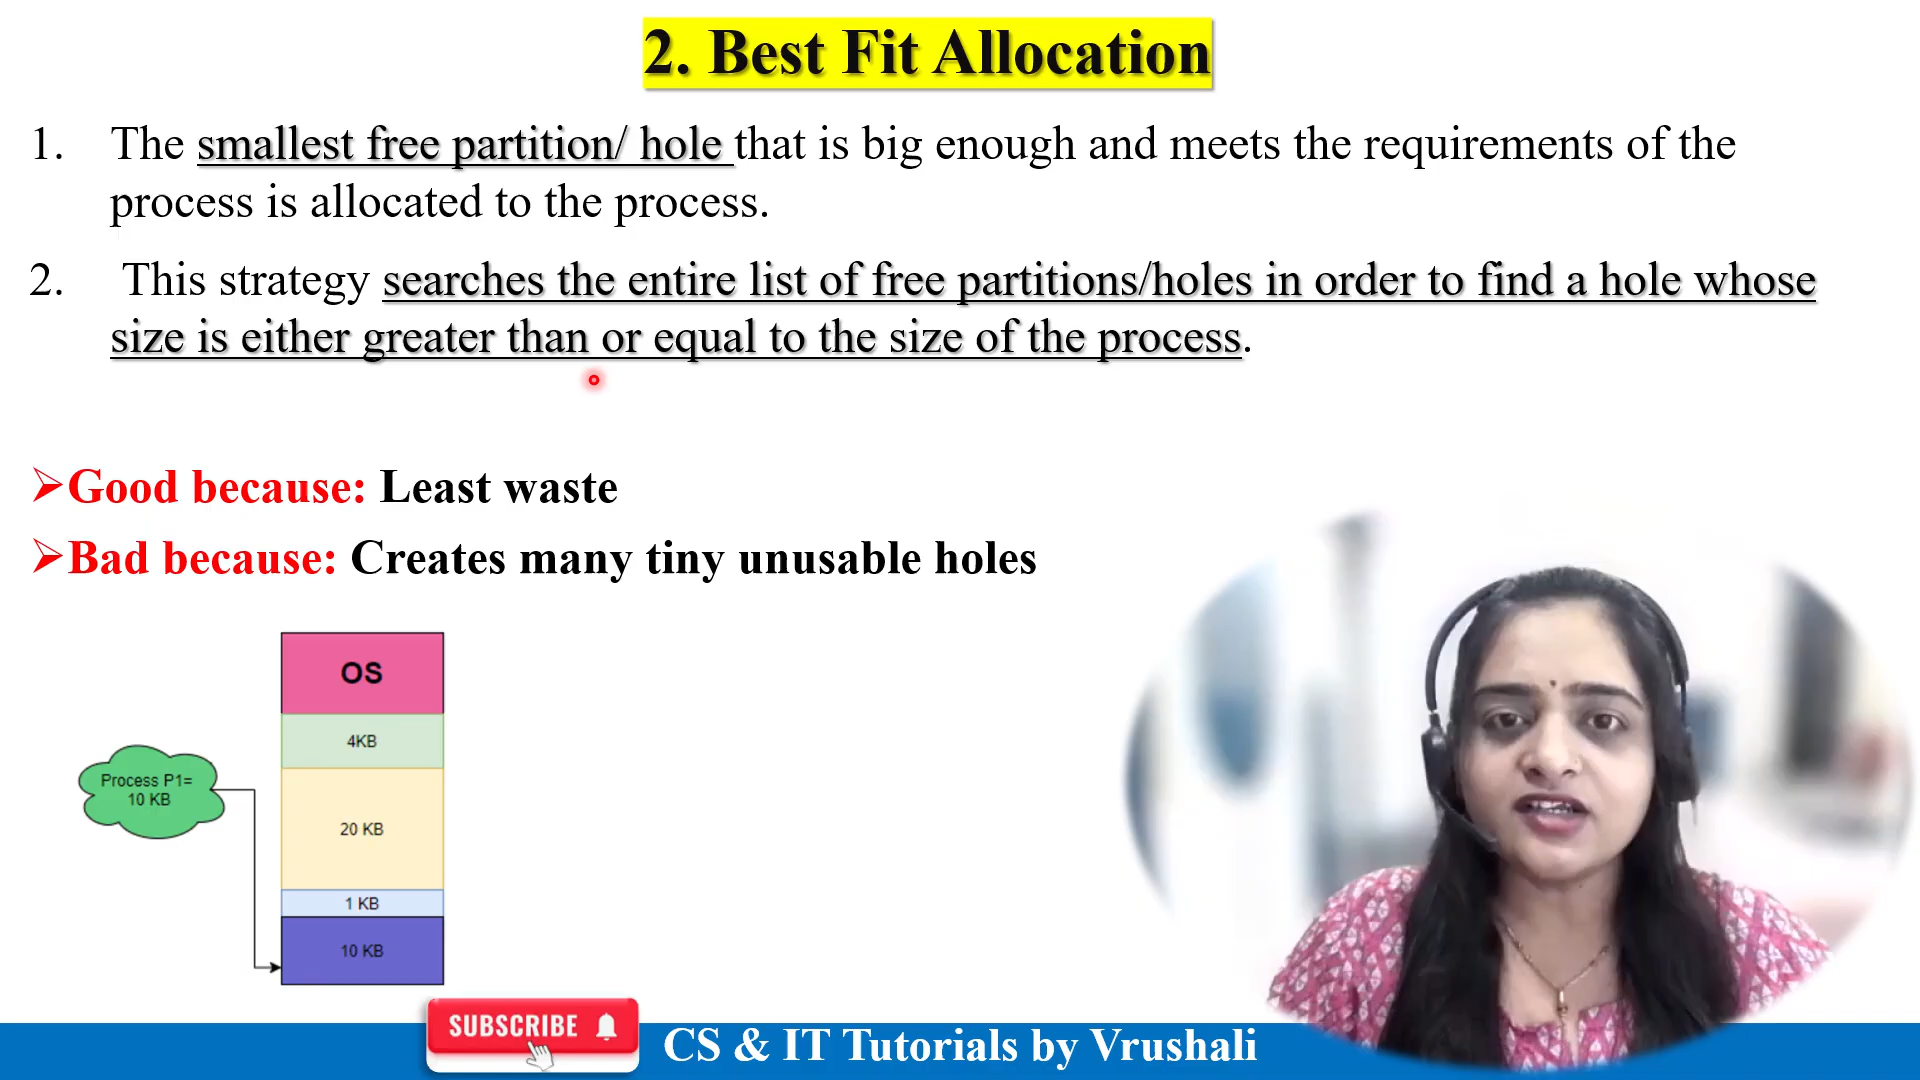 2. Best Fit Allocation
1. The smallest free partition/ hole that is big enough and meets the requirements of the
process is allocated to the process.
2. This strategy searches the entire list of free partitions/holes in order to find a hole whose
size is either greater than or equal to the size of the process.
➢Good because: Least waste
➢Bad because: Creates many tiny unusable holes
OS
4KB
Process P1=
10 KB
20 KB
1 KB
10 KB
SUBSCRIBE
CS & IT Tutorials by Vrushali